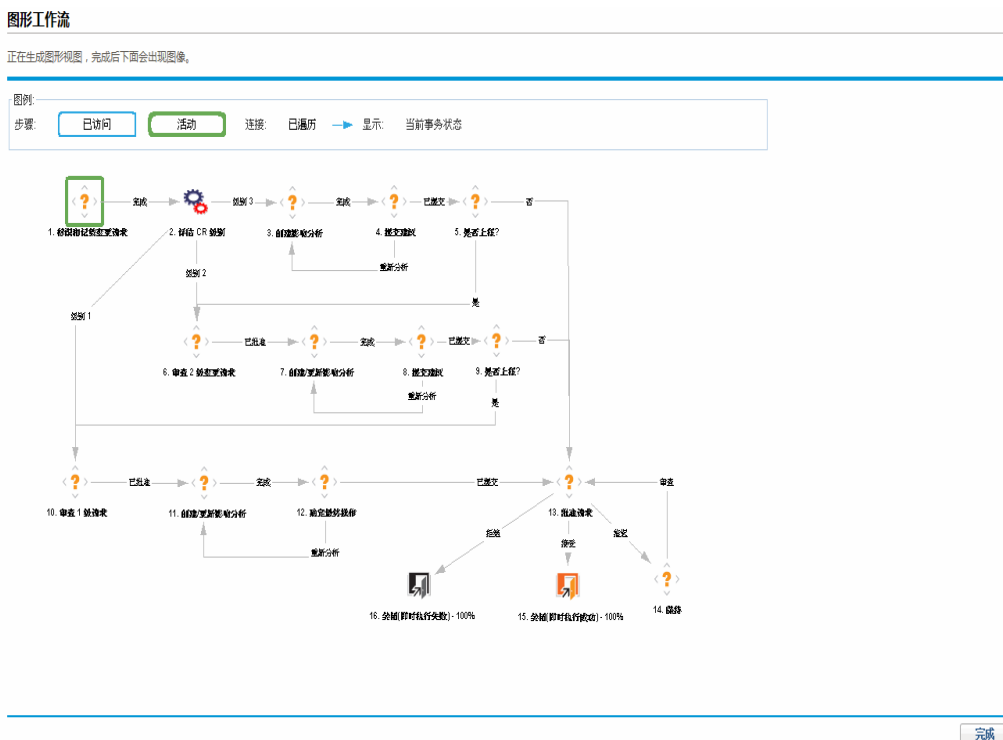 图形工作流
正在生成图形视图，完成后下面会出现图像。
图例:
步骤: 已访问 活动 连接: 已遍历 显示: 当前事务状态
完成 级别 3 完成 已提交 否
2. 评估 CR 级别 3. 创建影响分析 4. 提交建议 5. 是否上征?
重新分析
级别 2
是
级别 1
已批准 完成 已提交 否
6. 审查 2 级变更请求 7. 创建/更新影响分析 8. 提交建议 9. 是否上征?
重新分析
是
已批准 完成 已提交 审查
10. 审查 1 级请求 11. 创建/更新影响分析 12. 确定最终操作 13. 批准请求
重新分析
拒绝 接受 推迟
16. 关闭(即时执行失败) - 100% 15. 关闭(即时执行成功) - 100% 14. 保持
完成